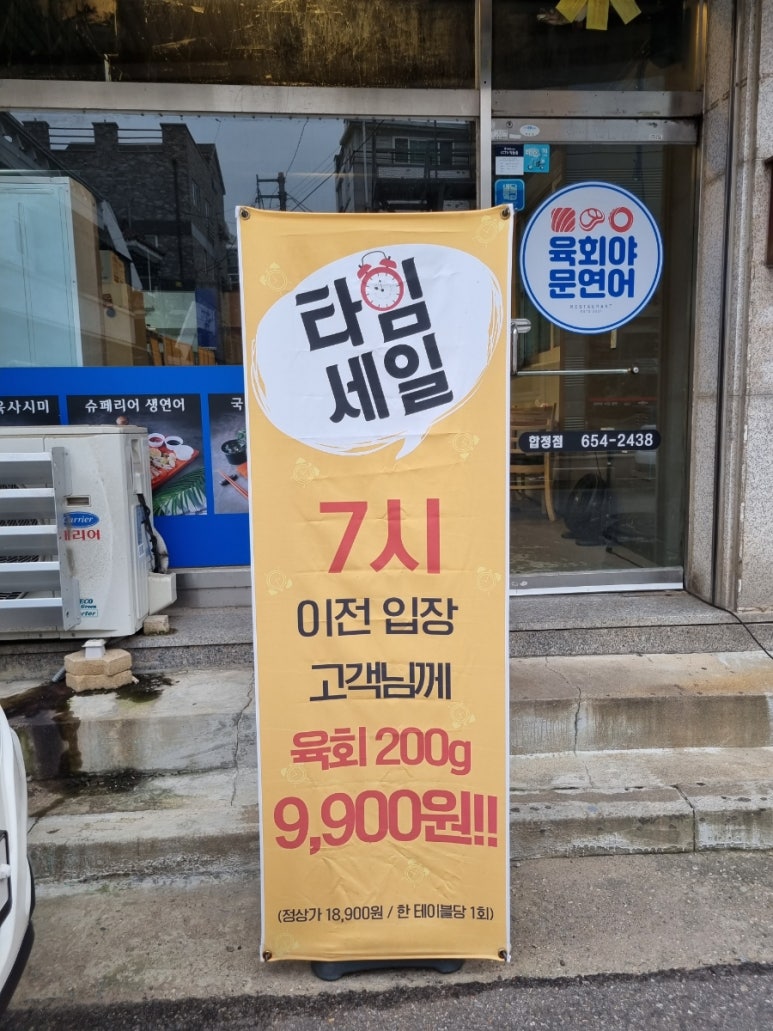 타임
세일
7시
이전 입장
고객님께
육회 200g
9,900원!!
(정상가 18,900원 / 한 테이블당 1회)
육회야
문연어
합정점 654-2438
육사시미
슈페리어 생연어
국
Carrier
캐리어
ECO